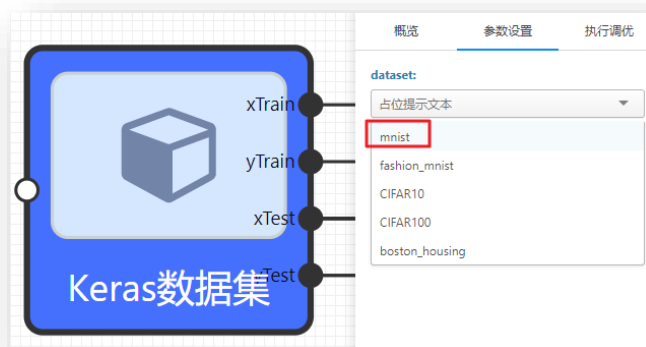 概览 参数设置 执行调优
dataset:
占位提示文本
mnist
fashion_mnist
CIFAR10
CIFAR100
boston_housing
xTrain
yTrain
xTest
yTest
Keras数据集